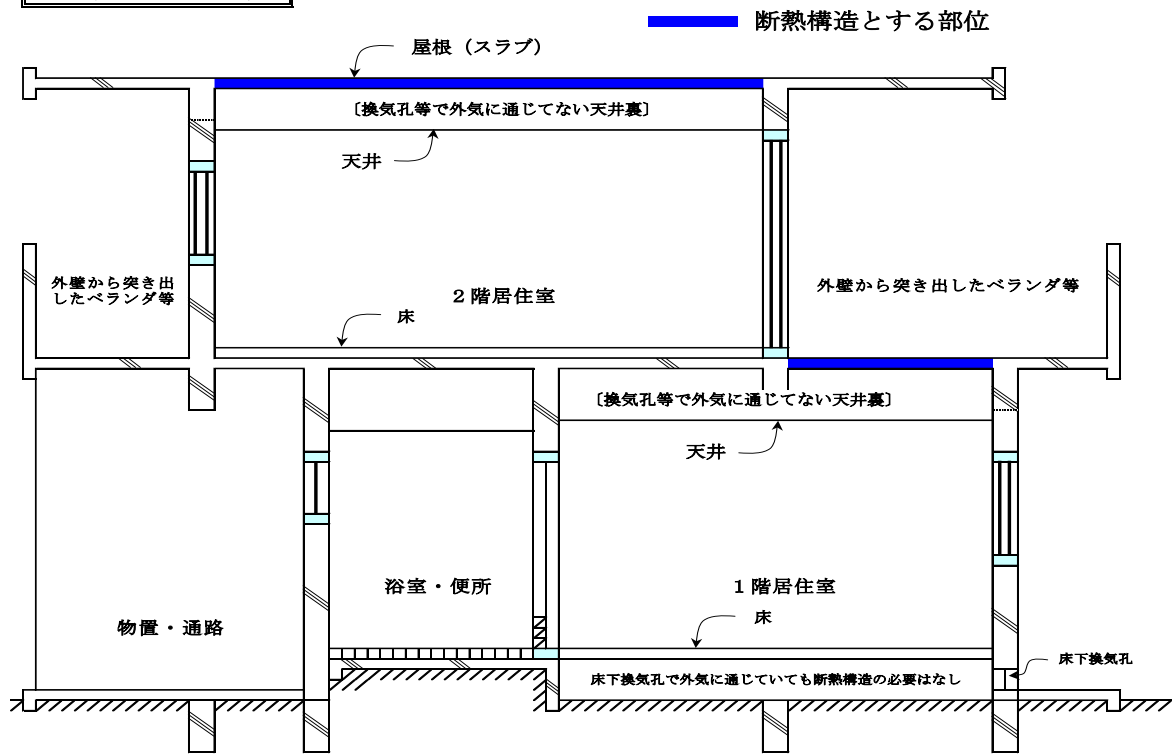 断熱構造とする部位
屋根（スラブ）
〔換気孔等で外気に通じてない天井裏〕
天井
外壁から突き出
したベランダ等
２階居住室
外壁から突き出したベランダ等
床
〔換気孔等で外気に通じてない天井裏〕
天井
浴室・便所
１階居住室
物置・通路
床
床下換気孔
床下換気孔で外気に通じていても断熱構造の必要はなし